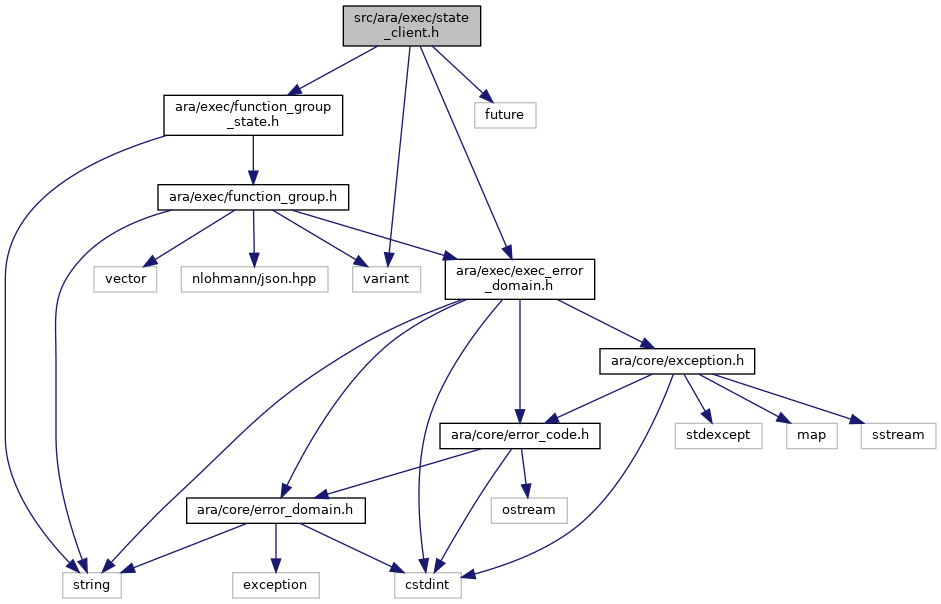 src/ara/exec/state
_client.h
ara/exec/function_group
_state.h
future
ara/exec/function_group.h
vector
nlohmann/json.hpp
variant
ara/exec/exec_error
_domain.h
ara/core/exception.h
ara/core/error_code.h
stdexcept
map
sstream
ara/core/error_domain.h
ostream
string
exception
cstdint